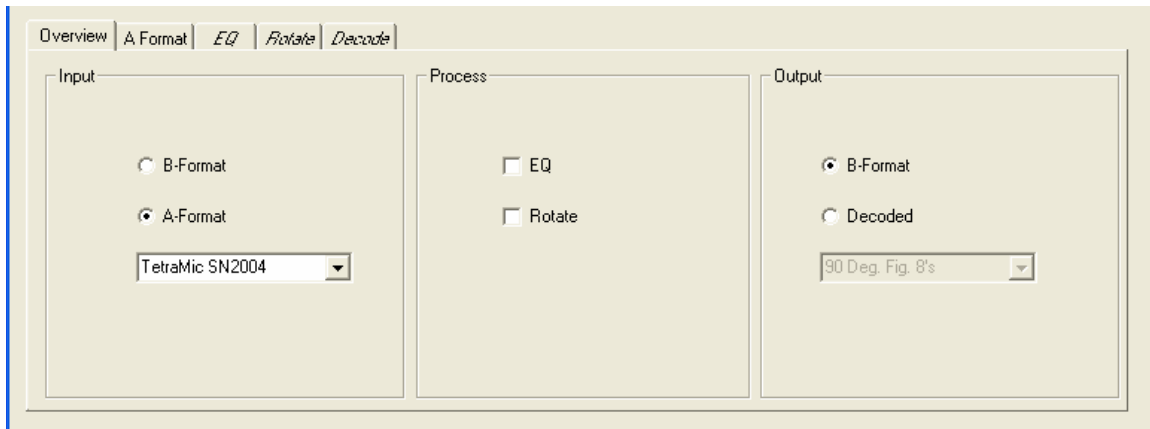 Overview A Format EQ Rotate Decode
Input
B-Format
A-Format
TetraMic SN2004
Process
EQ
Rotate
Output
B-Format
Decoded
90 Deg. Fig. 8's